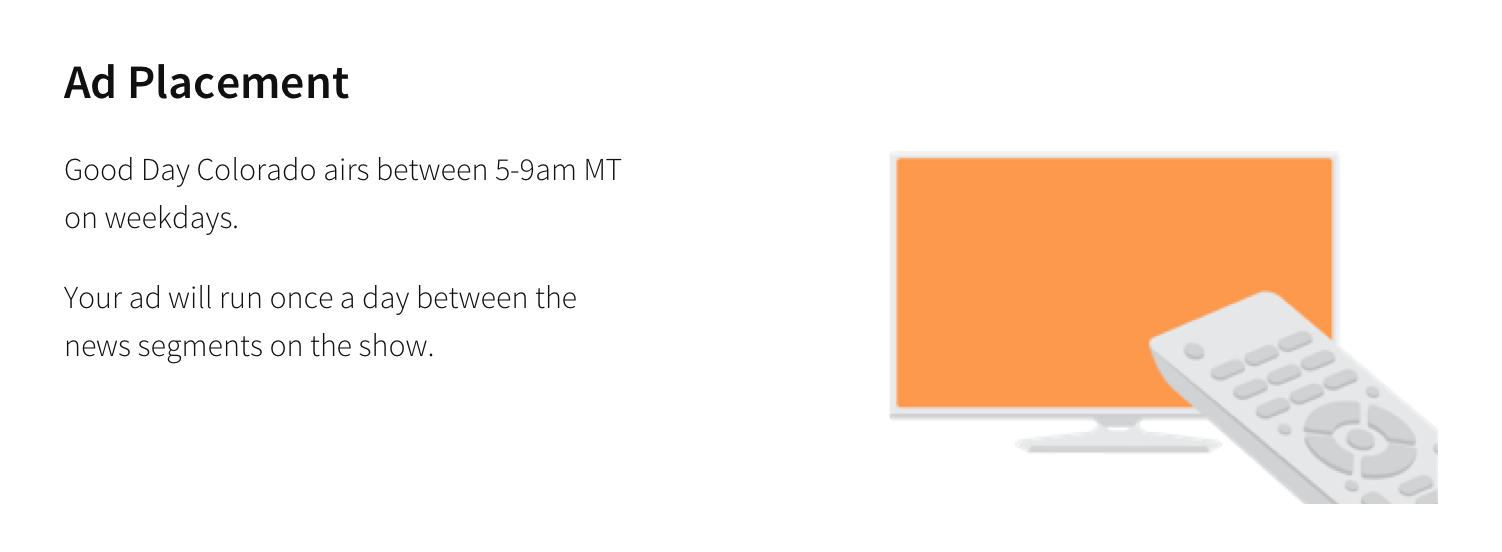 Ad Placement
Good Day Colorado airs between 5-9am MT
on weekdays.
Your ad will run once a day between the
news segments on the show.